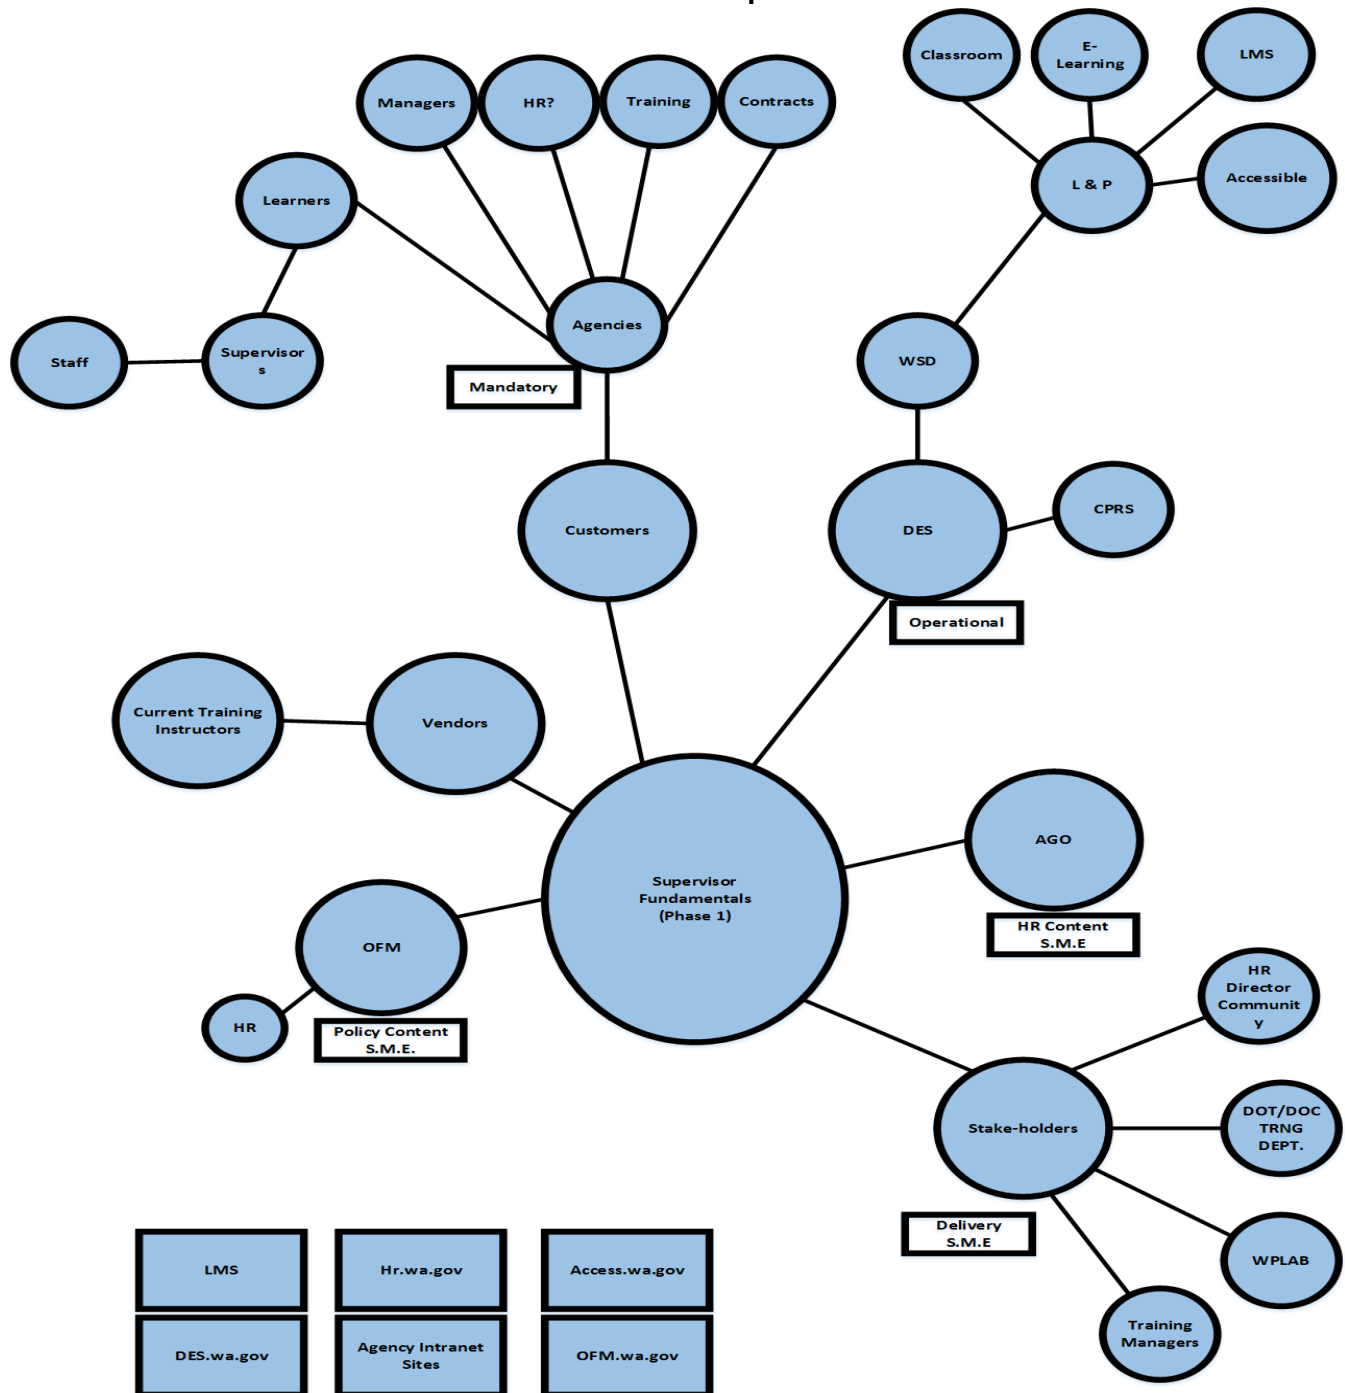 Classroom
E-
Learning
LMS
Managers
HR?
Training
Contracts
L & P
Accessible
Learners
Agencies
Staff
Supervisor
s
WSD
Mandatory
Customers
DES
CPRS
Operational
Current Training
Instructors
Vendors
AGO
Supervisor
Fundamentals
(Phase 1)
HR Content
S.M.E
OFM
HR
Policy Content
S.M.E.
HR
Director
Communit
y
Stake-holders
DOT/DOC
TRNG
DEPT.
Delivery
S.M.E
WPLAB
Training
Managers
LMS
Hr.wa.gov
Access.wa.gov
DES.wa.gov
Agency Intranet
Sites
OFM.wa.gov